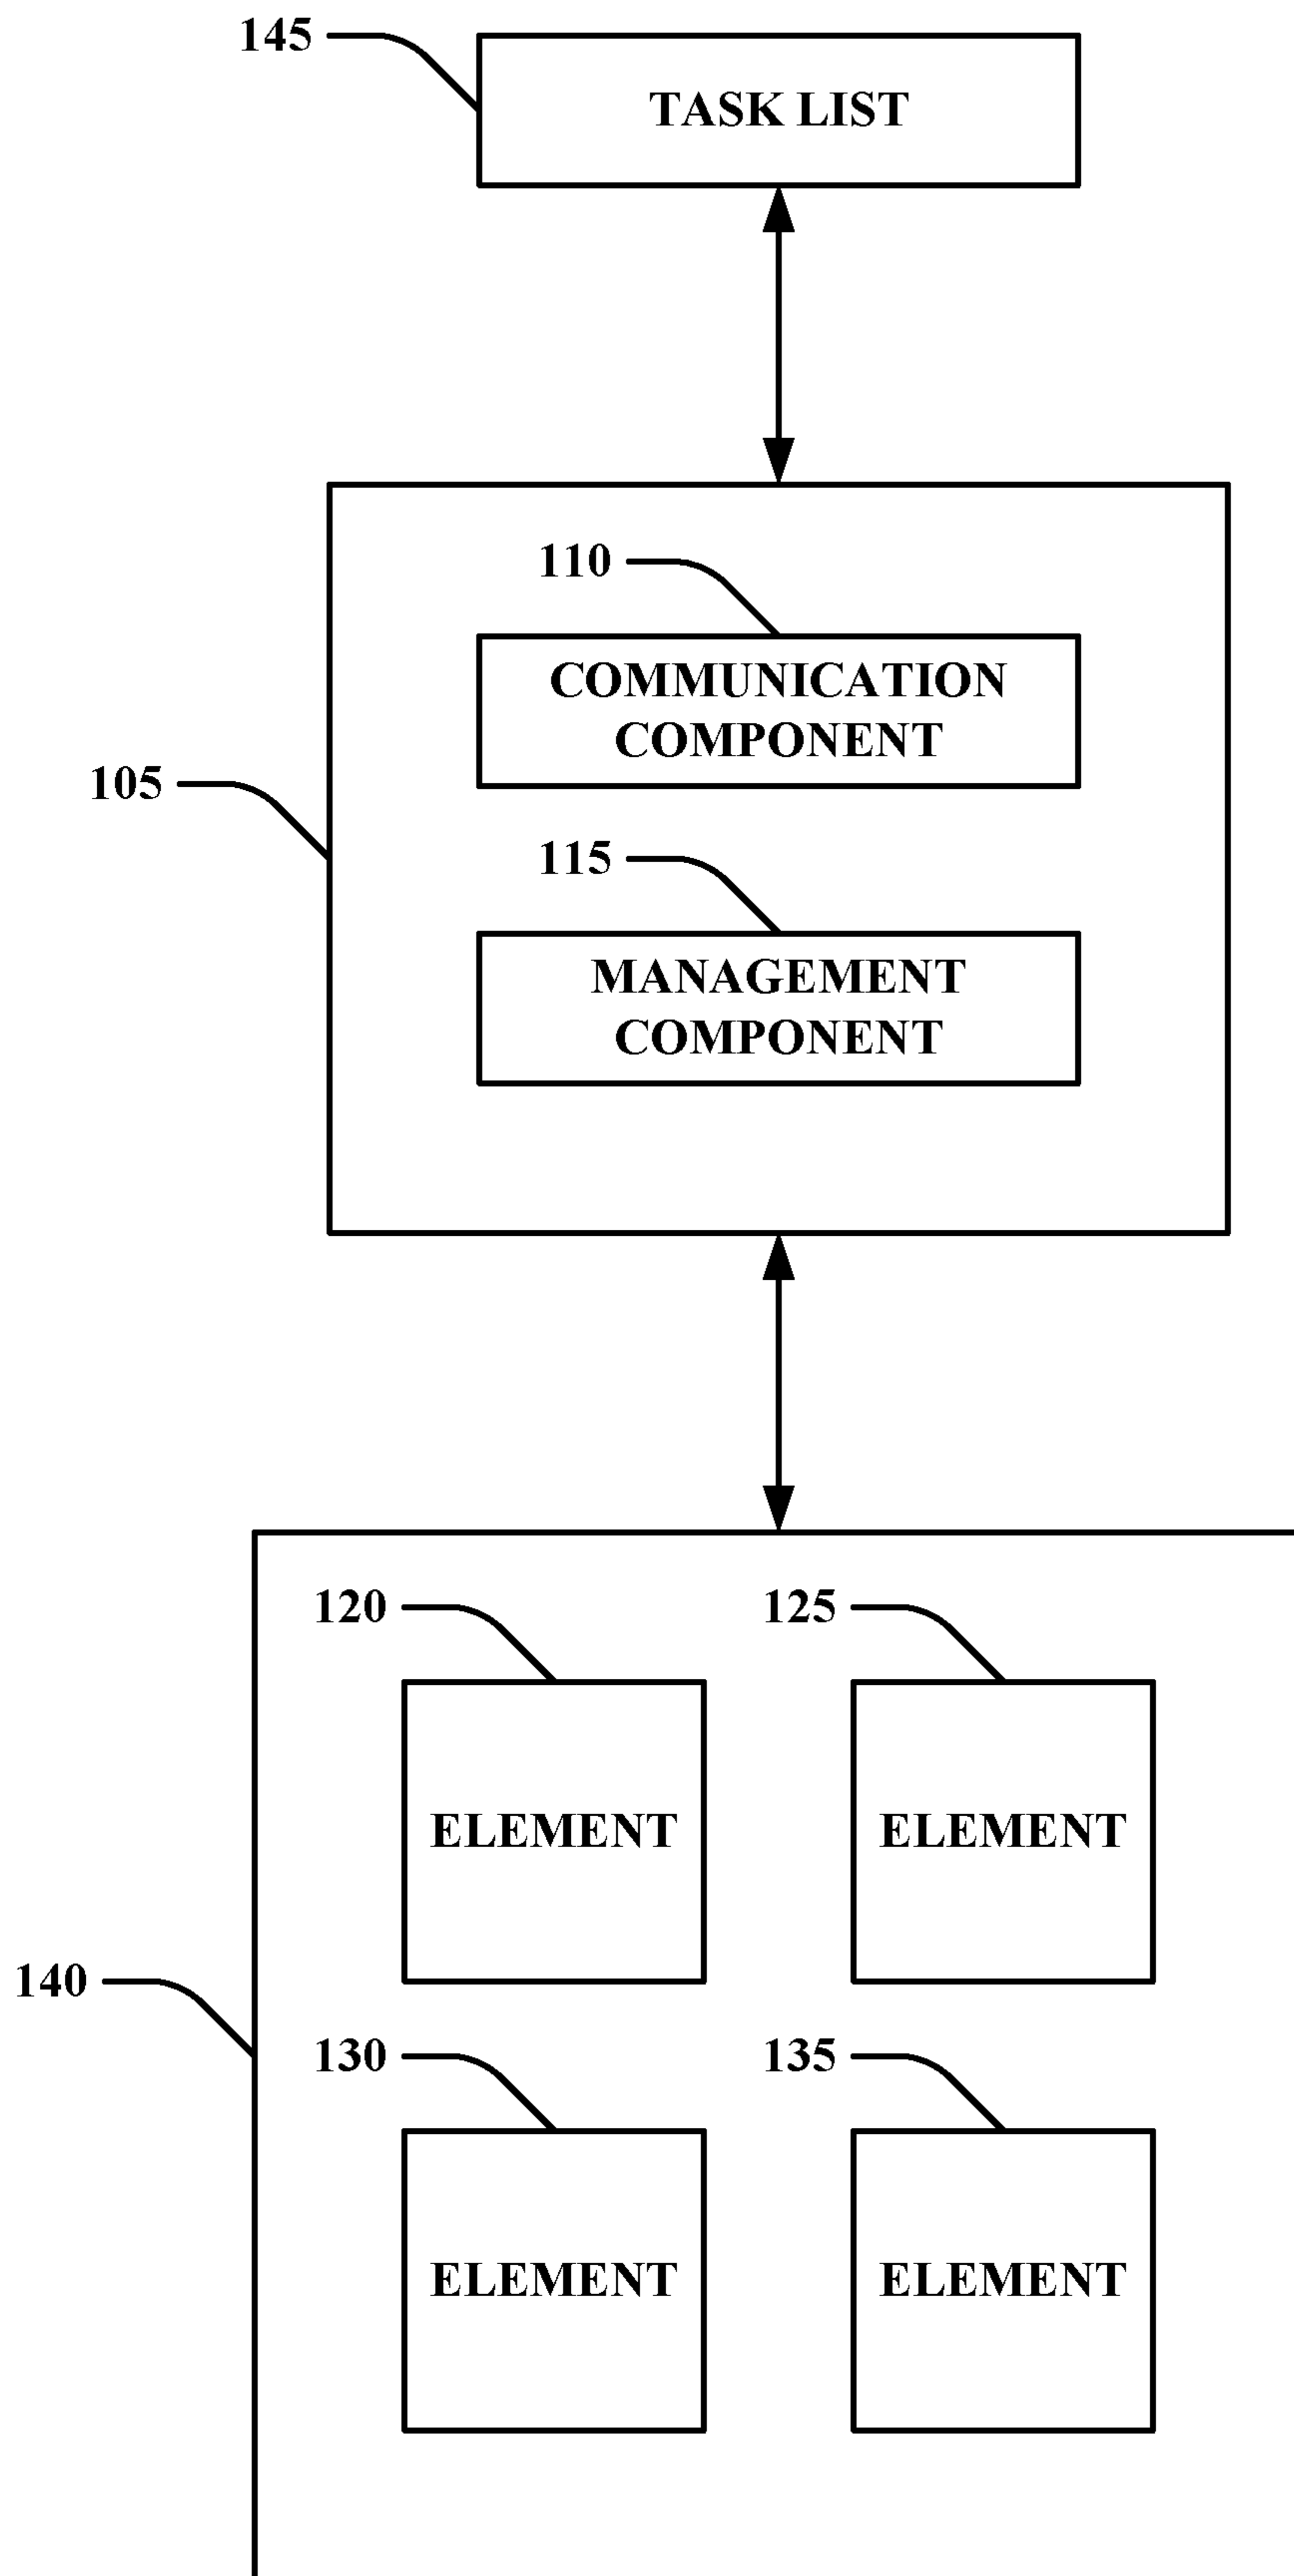 145
TASK LIST
110
COMMUNICATION
COMPONENT
105
115
MANAGEMENT
COMPONENT
120 125
ELEMENT ELEMENT
140
130 135
ELEMENT ELEMENT